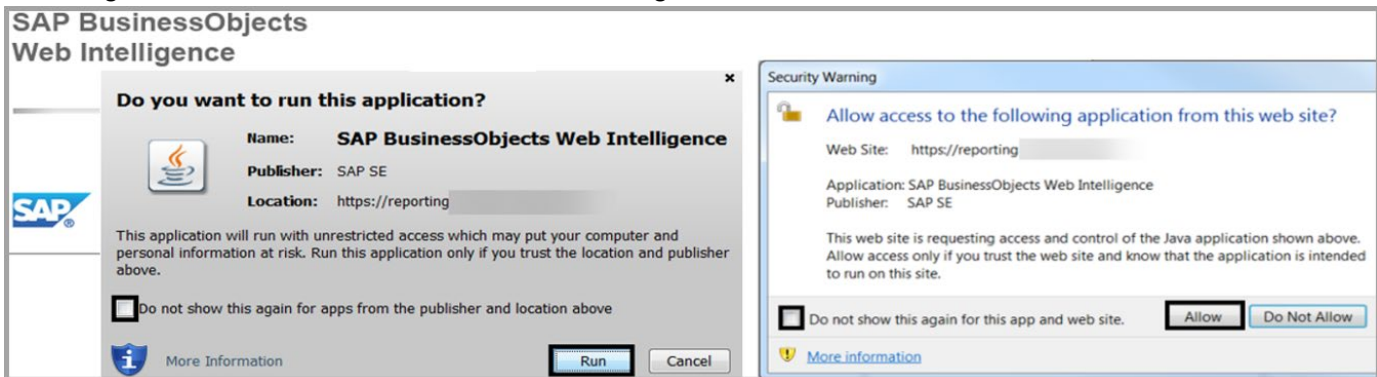 SAP BusinessObjects
Web Intelligence
Do you want to run this application?
Name: SAP BusinessObjects Web Intelligence
Publisher: SAP SE
Location: https://reporting
This application will run with unrestricted access which may put your computer and
personal information at risk. Run this application only if you trust the location and publisher
above.
Do not show this again for apps from the publisher and location above
More Information
Run
Cancel
SAP®
Security Warning
Allow access to the following application from this web site?
Web Site: https://reporting
Application: SAP BusinessObjects Web Intelligence
Publisher: SAP SE
This web site is requesting access and control of the Java application shown above.
Allow access only if you trust the web site and know that the application is intended
to run on this site.
Do not show this again for this app and web site.
Allow
Do Not Allow
More information